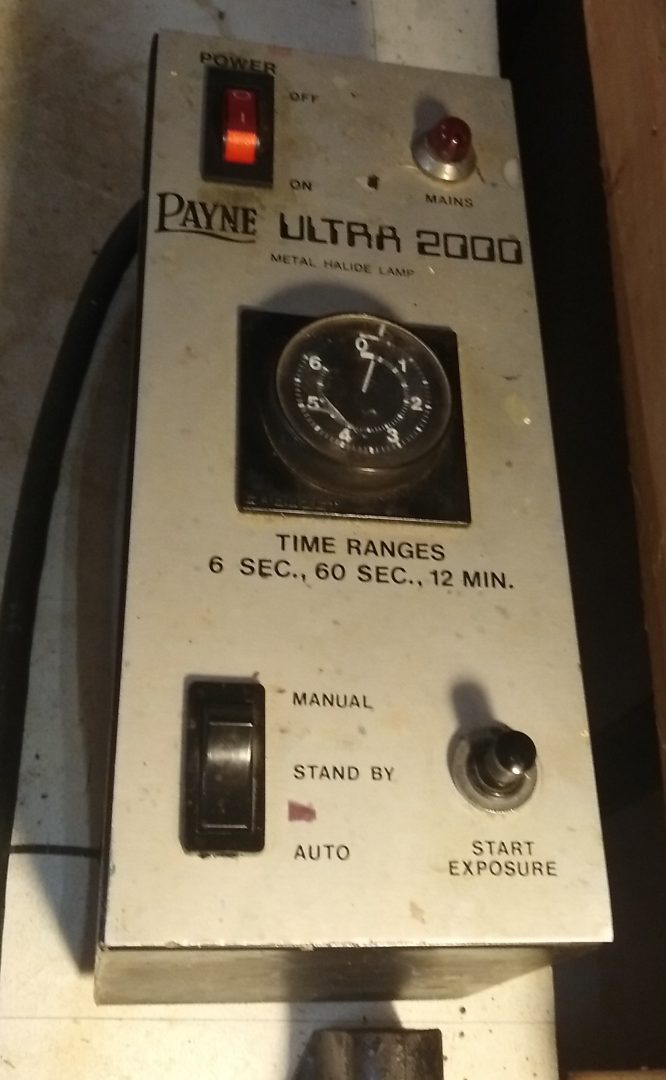 POWER
OFF
ON
MAINS
PAYNE ULTRA 2000
METAL HALIDE LAMP
0
1
2
3
4
5
6
TIME RANGES
6 SEC., 60 SEC., 12 MIN.
MANUAL
STAND BY
AUTO
START
EXPOSURE